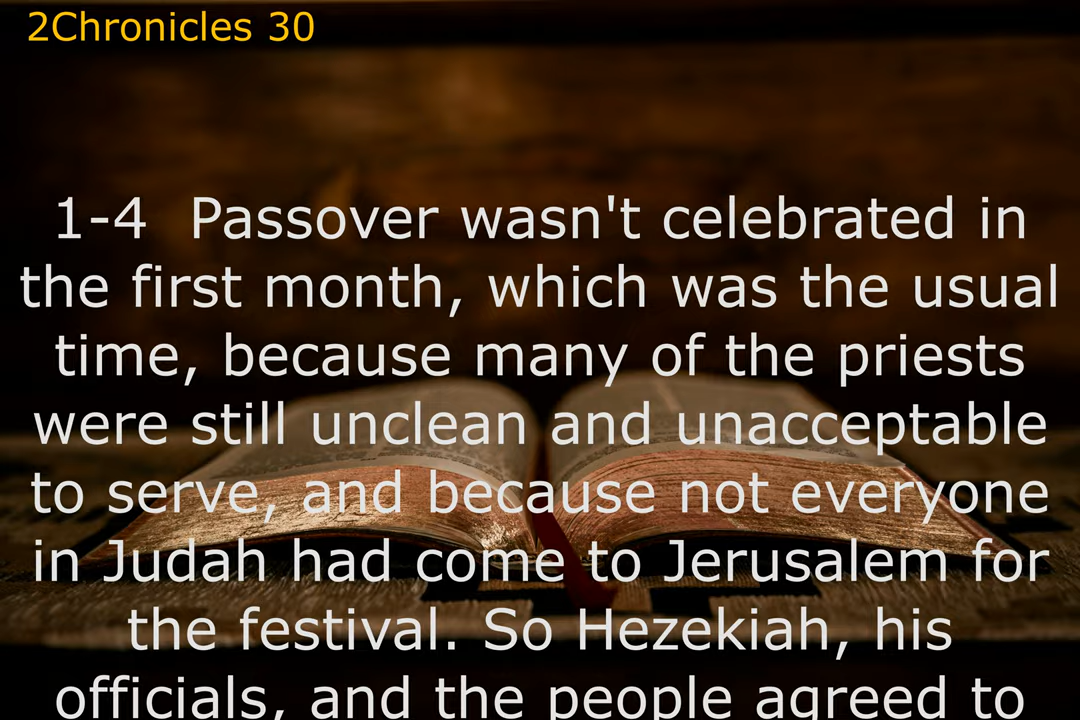 2Chronicles 30
1-4  Passover wasn't celebrated in
the first month, which was the usual
time, because many of the priests
were still unclean and unacceptable
to serve, and because not everyone
in Judah had come to Jerusalem for
the festival. So Hezekiah, his
officials, and the people agreed to